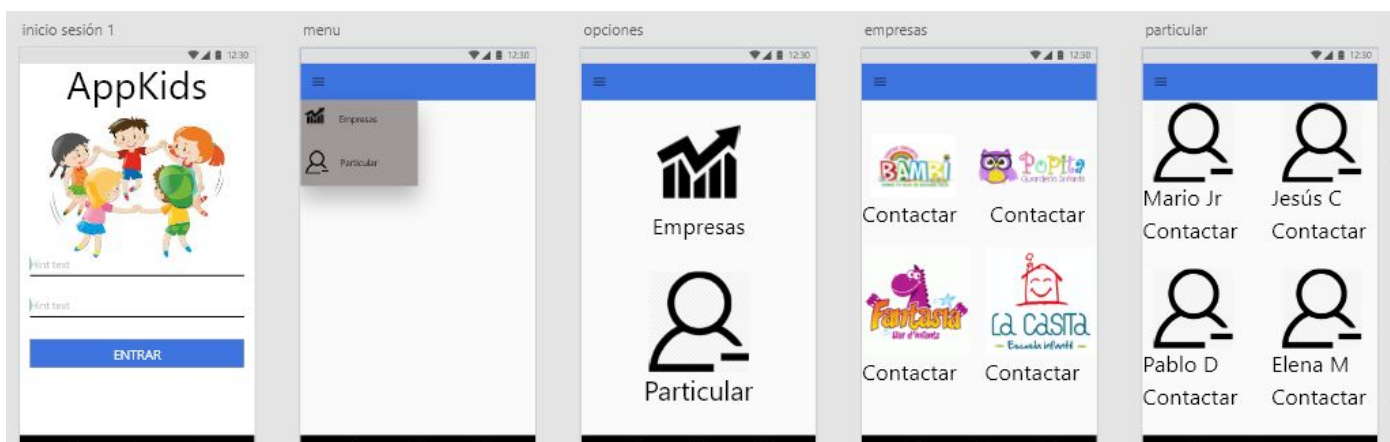 inicio sesión 1
12:30
AppKids
Hint text
Hint text
ENTRAR
menu
12:30
Empresas
Particular
opciones
12:30
Empresas
Particular
empresas
12:30
BAMBI
Popita
Guardería Infantil
Contactar
Contactar
Fantasía
Llar d'infants
La Casita
Escuela infantil
Contactar
Contactar
particular
12:30
Mario Jr
Jesús C
Contactar
Contactar
Pablo D
Elena M
Contactar
Contactar